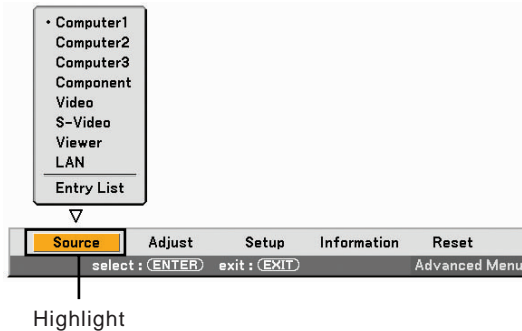 • Computer1
Computer2
Computer3
Component
Video
S-Video
Viewer
LAN
Entry List
Source Adjust Setup Information Reset
select : ENTER exit : EXIT Advanced Menu
Highlight